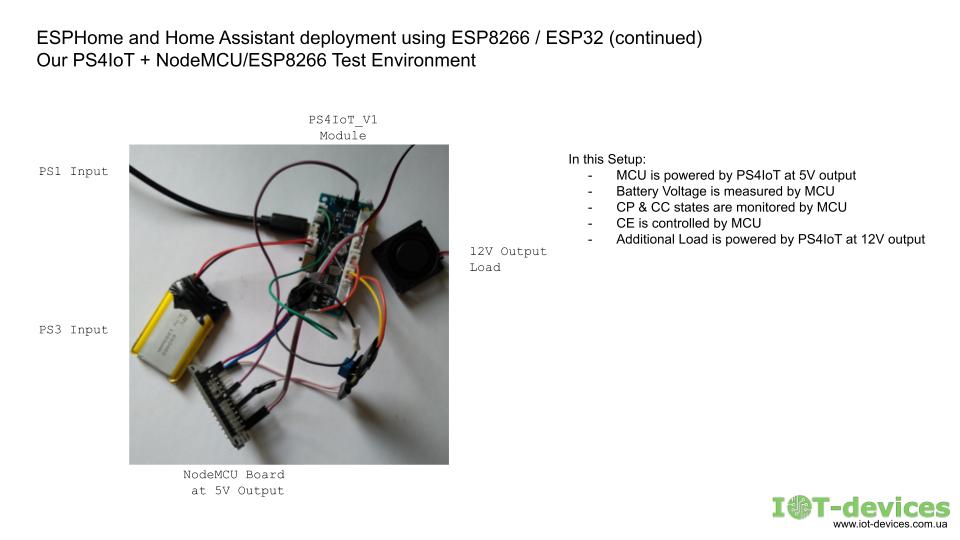 ESPHome and Home Assistant deployment using ESP8266 / ESP32 (continued)
Our PS4IoT + NodeMCU/ESP8266 Test Environment
PS4IoT_V1
Module
PS1 Input
In this Setup:
- MCU is powered by PS4IoT at 5V output
- Battery Voltage is measured by MCU
- CP & CC states are monitored by MCU
- CE is controlled by MCU
- Additional Load is powered by PS4IoT at 12V output
12V Output
Load
PS3 Input
NodeMCU Board
at 5V Output
IOT-devices
www.iot-devices.com.ua